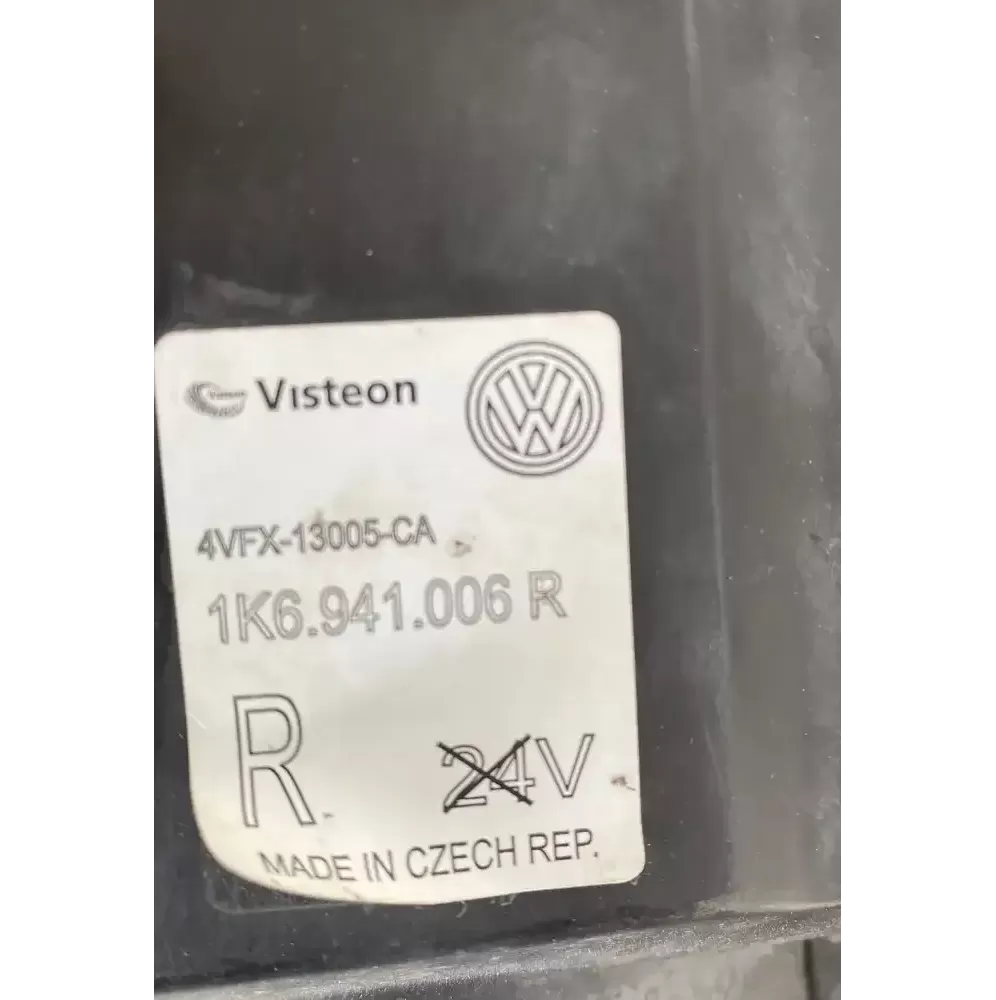 Visteon
4VFX-13005-CA
1K6.941.006 R
R 24V
MADE IN CZECH REP.